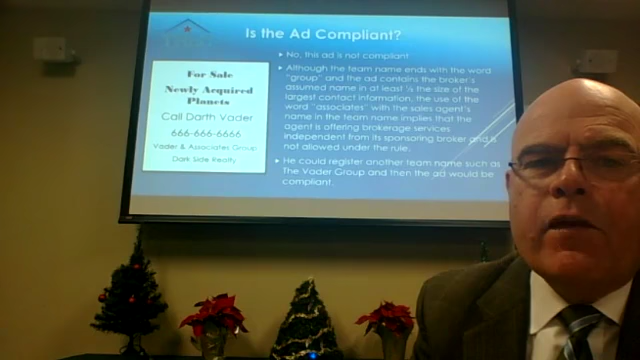 Is the Ad Compliant?
For Sale
Newly Acquired
Planets
Call Darth Vader
666-666-6666
Vader & Associates Group
Dark Side Realty
No, this ad is not compliant
Although the team name ends with the word
"group" and the ad contains the broker's
assumed name in at least ½ the size of the
largest contact information, the use of the
word "associates" with the sales agent's
name in the team name implies that the
agent is offering brokerage services
independent from its sponsoring broker and is
not allowed under the rule.
He could register another team name such as
The Vader Group and then the ad would be
compliant.